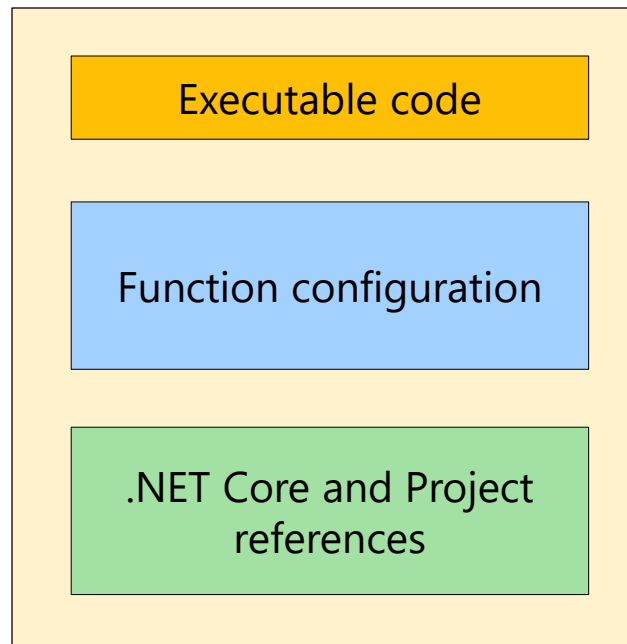 Executable code
Function configuration
.NET Core and Project
references